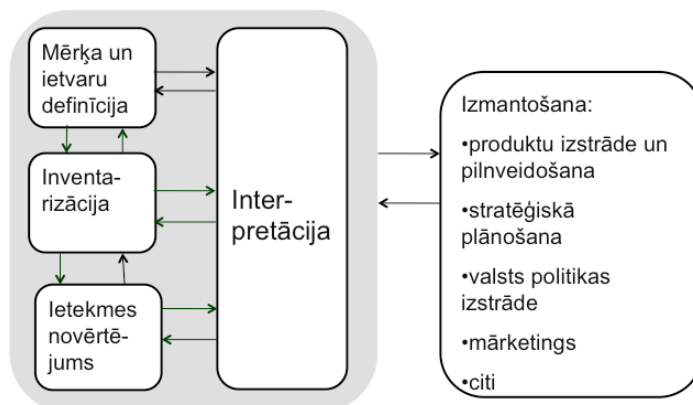 Mērķa un
ietvaru
definīcija
Inventa-
rizācija
Ietekmes
novērtē-
jums
Inter-
pretācija
Izmantošana:
•produktu izstrāde un
pilnveidošana
•stratēģiskā
plānošana
•valsts politikas
izstrāde
•mārketings
•citi